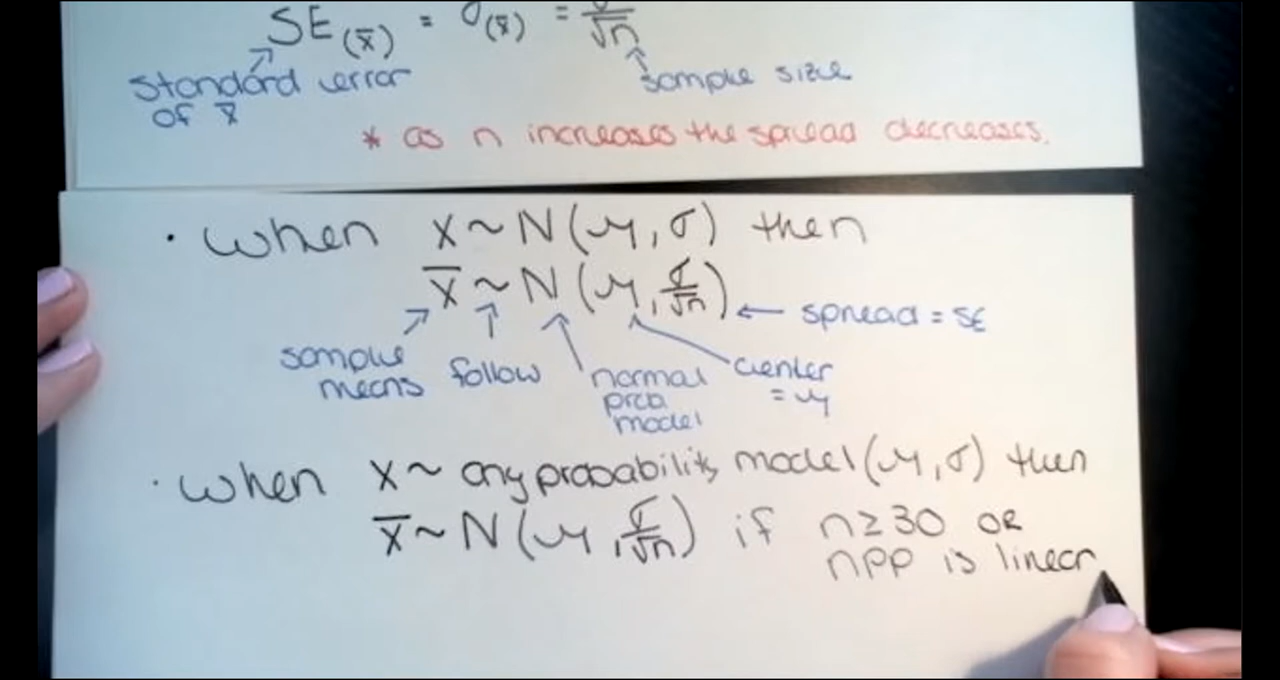 SE(x̄) = σ(x̄) = σ/√n
standard error of x̄
sample size
* as n increases the spread decreases.
· When X ~ N(μ, σ) then
X̄ ~ N(μ, σ/√n) ← spread = SE
sample means
follow
normal prob. model
center = μ
· When X ~ any probability model (μ, σ) then
X̄ ~ N(μ, σ/√n) if n ≥ 30 OR
npp is linear